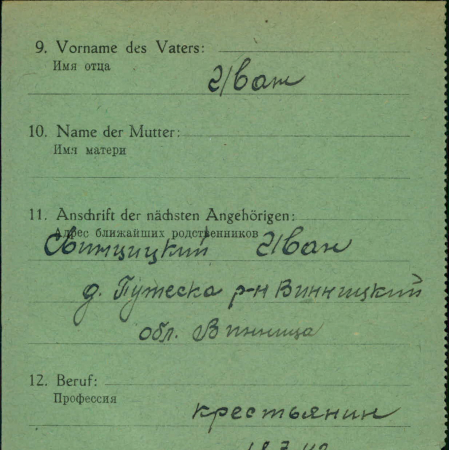 9. Vorname des Vaters:
Имя отца
Иван
10. Name der Mutter:
Имя матери
11. Anschrift der nächsten Angehörigen:
Адрес ближайших родственников
Свинцицкий Иван
д. Путеска р-н Винницкий
обл. Винница
12. Beruf:
Профессия
крестьянин